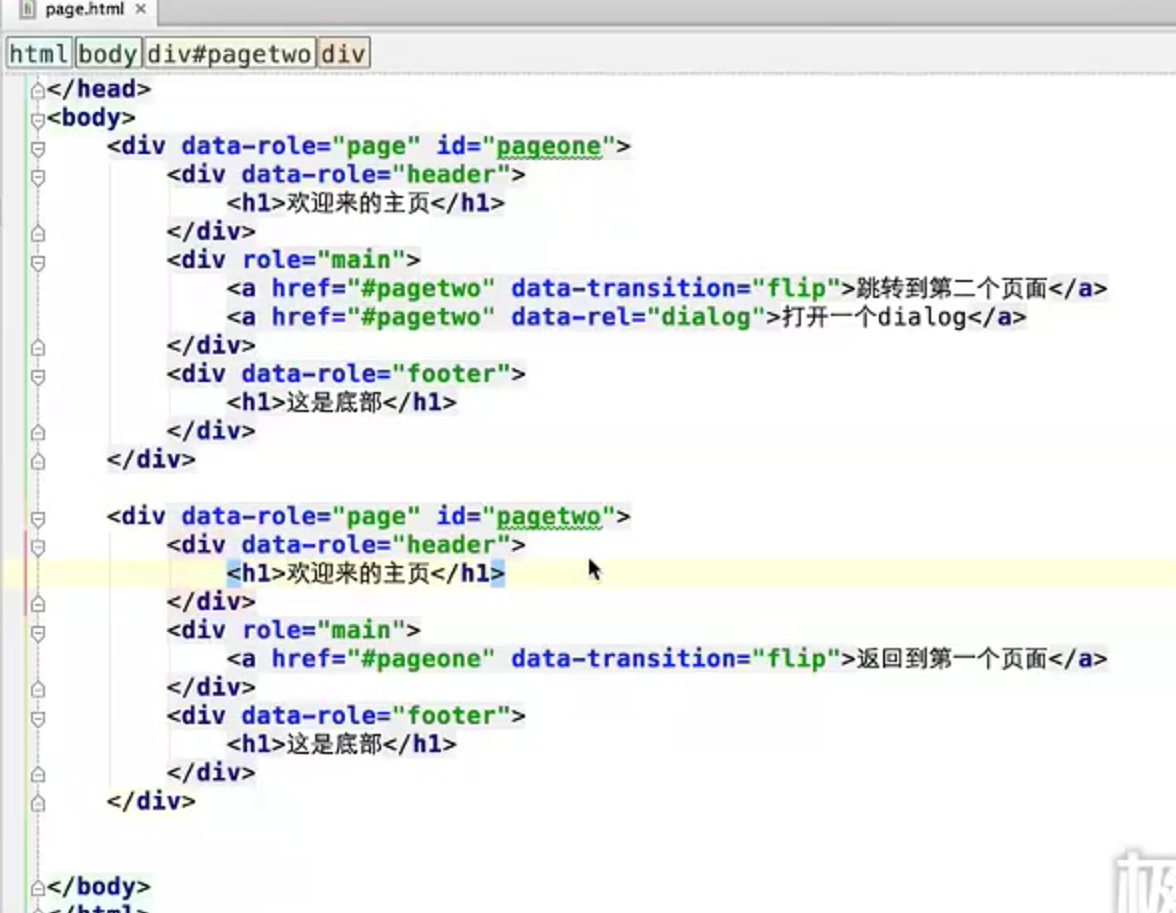 page.html ×
html body div#pagetwo div
</head>
<body>
<div data-role="page" id="pageone">
<div data-role="header">
<h1>欢迎来的主页</h1>
</div>
<div role="main">
<a href="#pagetwo" data-transition="flip">跳转到第二个页面</a>
<a href="#pagetwo" data-rel="dialog">打开一个dialog</a>
</div>
<div data-role="footer">
<h1>这是底部</h1>
</div>
</div>
<div data-role="page" id="pagetwo">
<div data-role="header">
<h1>欢迎来的主页</h1>
</div>
<div role="main">
<a href="#pageone" data-transition="flip">返回到第一个页面</a>
</div>
<div data-role="footer">
<h1>这是底部</h1>
</div>
</div>
</body>
</html>
极